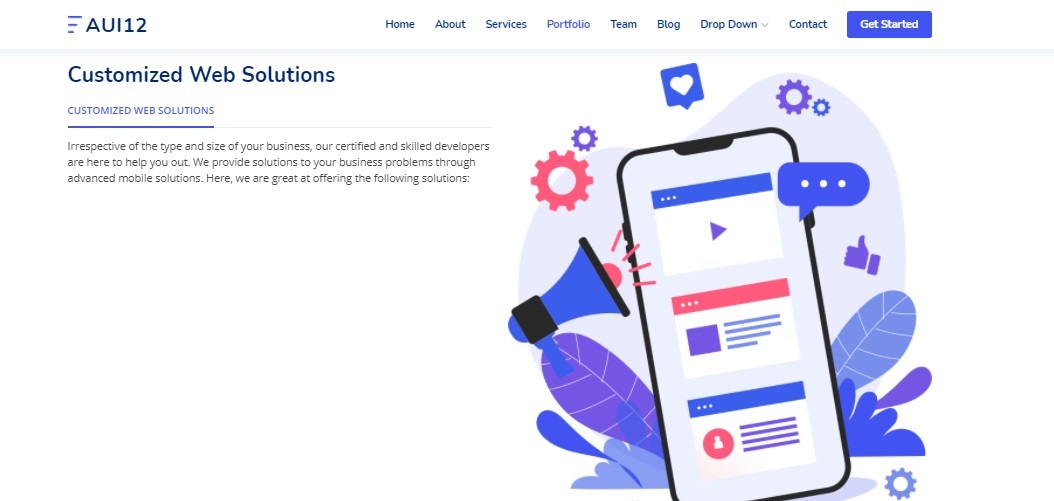 AUI12
Home About Services Portfolio Team Blog Drop Down Contact Get Started
Customized Web Solutions
CUSTOMIZED WEB SOLUTIONS
Irrespective of the type and size of your business, our certified and skilled developers
are here to help you out. We provide solutions to your business problems through
advanced mobile solutions. Here, we are great at offering the following solutions: